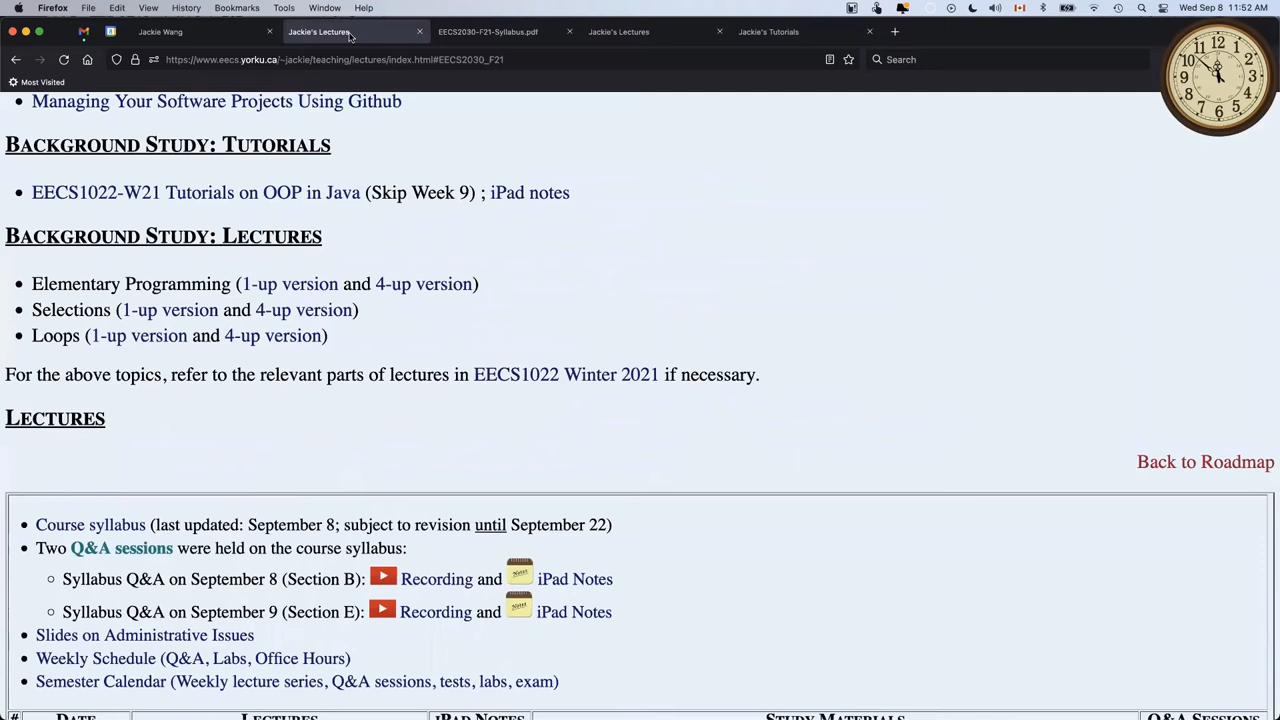 Firefox File Edit View History Bookmarks Tools Window Help Wed Sep 8 11:52 AM
Jackie Wang Jackie's Lectures EECS2030-F21-Syllabus.pdf Jackie's Lectures Jackie's Tutorials
https://www.eecs.yorku.ca/~jackie/teaching/lectures/index.html#EECS2030_F21 Search
Most Visited
Managing Your Software Projects Using Github
BACKGROUND STUDY: TUTORIALS
EECS1022-W21 Tutorials on OOP in Java (Skip Week 9) ; iPad notes
BACKGROUND STUDY: LECTURES
Elementary Programming (1-up version and 4-up version)
Selections (1-up version and 4-up version)
Loops (1-up version and 4-up version)
For the above topics, refer to the relevant parts of lectures in EECS1022 Winter 2021 if necessary.
LECTURES
Back to Roadmap
Course syllabus (last updated: September 8; subject to revision until September 22)
Two Q&A sessions were held on the course syllabus:
Syllabus Q&A on September 8 (Section B): Recording and iPad Notes
Syllabus Q&A on September 9 (Section E): Recording and iPad Notes
Slides on Administrative Issues
Weekly Schedule (Q&A, Labs, Office Hours)
Semester Calendar (Weekly lecture series, Q&A sessions, tests, labs, exam)
# DATE LECTURES IPAD NOTES STUDY MATERIALS Q&A SESSIONS